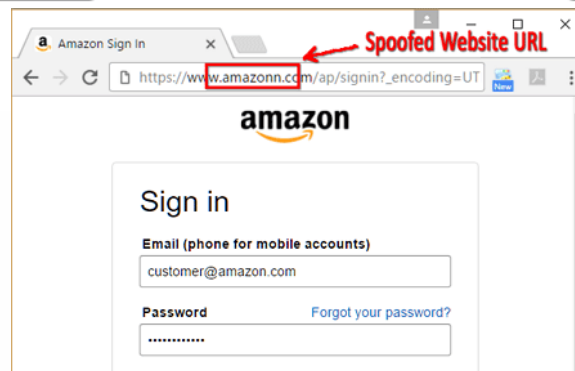 Spoofed Website URL
a. Amazon Sign In
https://www.amazonn.com/ap/signin?_encoding=UT
New
amazon
Sign in
Email (phone for mobile accounts)
customer@amazon.com
Password Forgot your password?
••••••••••••